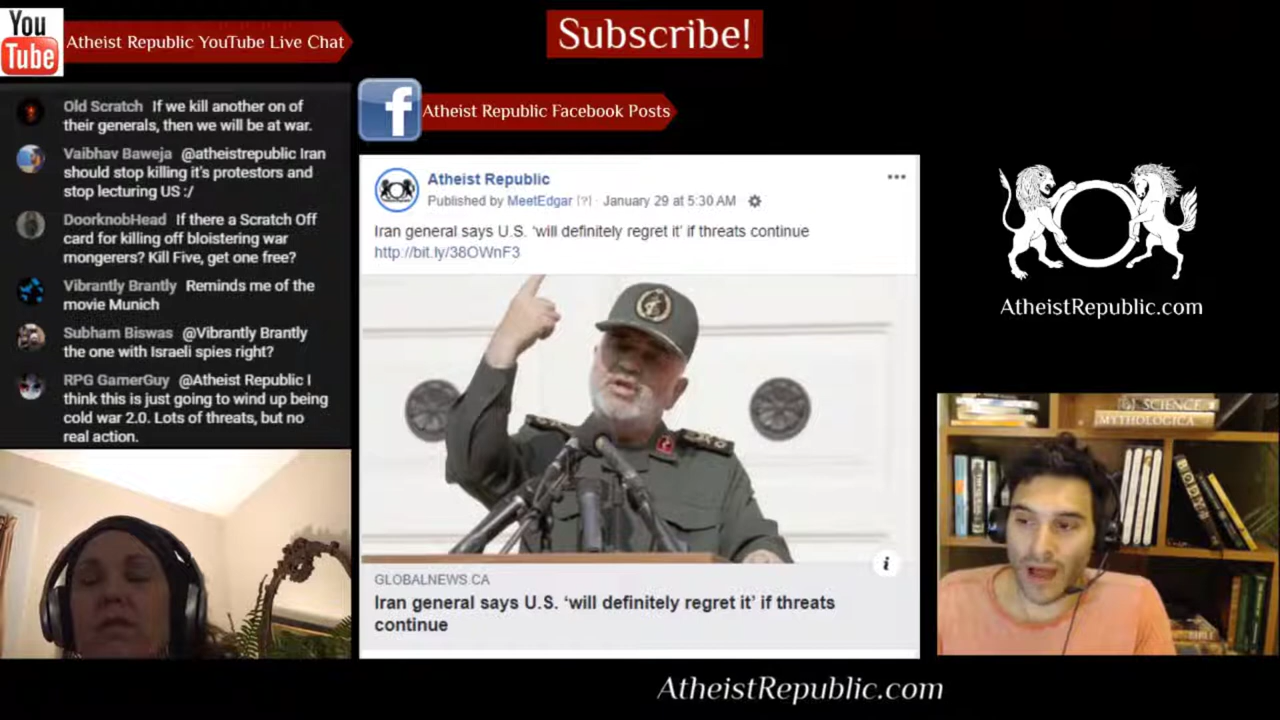 You
Tube
Atheist Republic YouTube Live Chat
Subscribe!
Old Scratch If we kill another on of
their generals, then we will be at war.
Vaibhav Baweja @atheistrepublic Iran
should stop killing it's protestors and
stop lecturing US :/
DoorknobHead If there a Scratch Off
card for killing off bloistering war
mongerers? Kill Five, get one free?
Vibrantly Brantly Reminds me of the
movie Munich
Subham Biswas @Vibrantly Brantly
the one with Israeli spies right?
RPG GamerGuy @Atheist Republic I
think this is just going to wind up being
cold war 2.0. Lots of threats, but no
real action.
f
Atheist Republic Facebook Posts
Atheist Republic
Published by MeetEdgar [?] · January 29 at 5:30 AM
Iran general says U.S. ‘will definitely regret it’ if threats continue
http://bit.ly/38OWnF3
i
GLOBALNEWS.CA
Iran general says U.S. ‘will definitely regret it’ if threats
continue
AtheistRepublic.com
SCIENCE
MYTHOLOGICA
BIBLE
AtheistRepublic.com